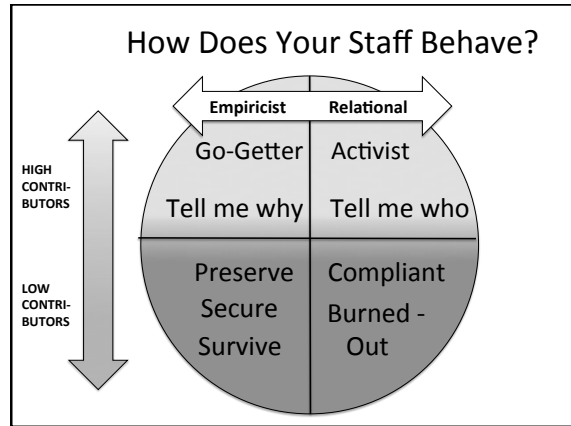 How Does Your Staff Behave?
Empiricist
Relational
Go-Getter
Activist
HIGH
CONTRI-
BUTORS
Tell me why
Tell me who
Preserve
Compliant
LOW
CONTRI-
BUTORS
Secure
Burned -
Survive
Out